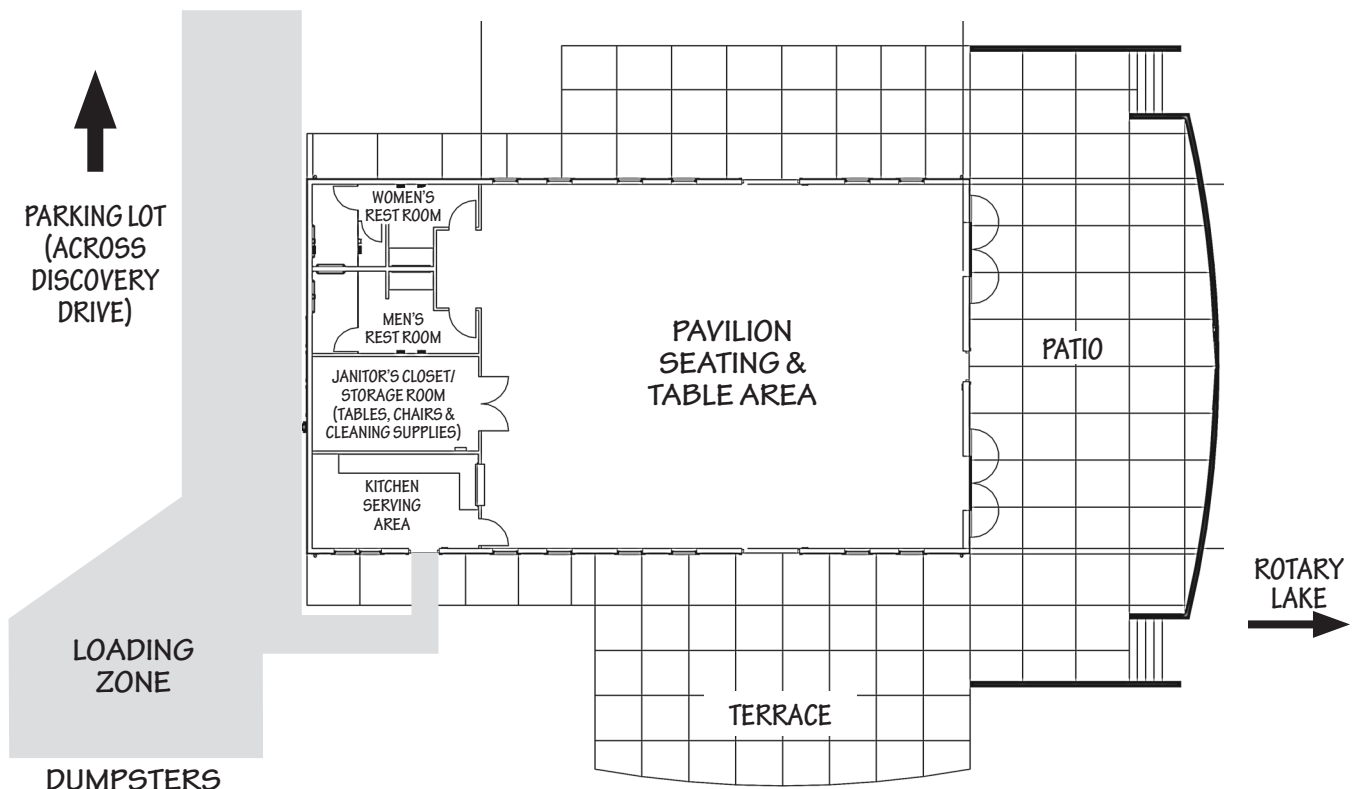 PARKING LOT
(ACROSS
DISCOVERY
DRIVE)
WOMEN'S
REST ROOM
MEN'S
REST ROOM
JANITOR'S CLOSET/
STORAGE ROOM
(TABLES, CHAIRS &
CLEANING SUPPLIES)
KITCHEN
SERVING
AREA
PAVILION
SEATING &
TABLE AREA
PATIO
ROTARY
LAKE
LOADING
ZONE
TERRACE
DUMPSTERS